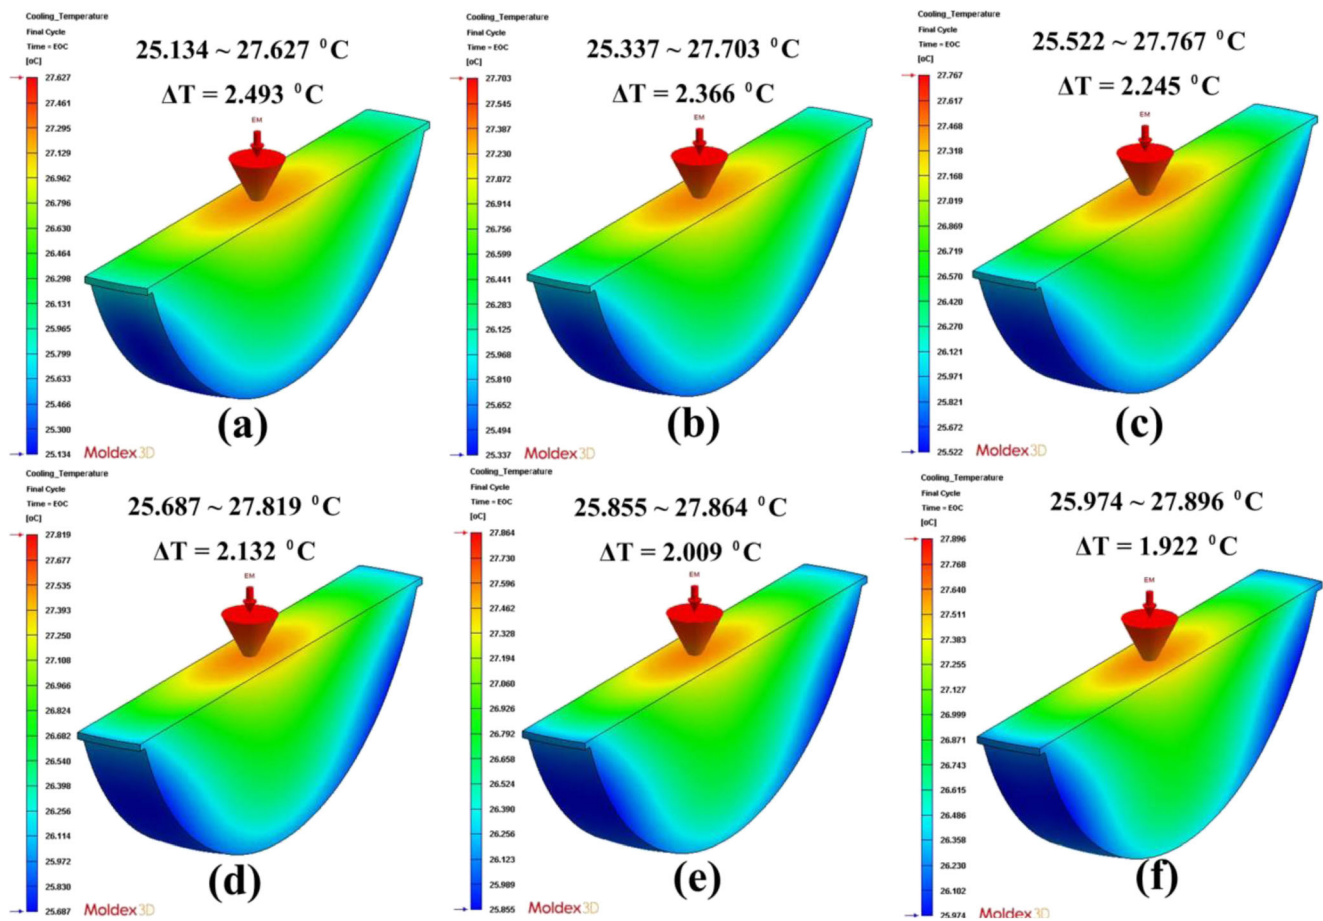 Cooling_Temperature
Final Cycle
Time = EOC
[oC]
25.134 ~ 27.627 ⁰C
ΔT = 2.493 ⁰C
EM
27.627
27.461
27.295
27.129
26.962
26.796
26.630
26.464
26.298
26.131
25.965
25.799
25.633
25.466
25.300
25.134
(a)
Moldex3D
Cooling_Temperature
Final Cycle
Time = EOC
[oC]
25.337 ~ 27.703 ⁰C
ΔT = 2.366 ⁰C
EM
27.703
27.545
27.387
27.230
27.872
26.914
26.756
26.599
26.441
26.283
26.125
25.968
25.810
25.652
25.494
25.337
(b)
Moldex3D
Cooling_Temperature
Final Cycle
Time = EOC
[oC]
25.522 ~ 27.767 ⁰C
ΔT = 2.245 ⁰C
EM
27.767
27.617
27.468
27.318
27.168
27.019
26.869
26.719
26.570
26.420
26.270
26.121
25.971
25.821
25.672
25.522
(c)
Moldex3D
Cooling_Temperature
Final Cycle
Time = EOC
[oC]
25.687 ~ 27.819 ⁰C
ΔT = 2.132 ⁰C
EM
27.819
27.677
27.535
27.393
27.250
27.108
26.966
26.824
26.682
26.540
26.398
26.256
26.114
25.972
25.830
25.687
(d)
Moldex3D
Cooling_Temperature
Final Cycle
Time = EOC
[oC]
25.855 ~ 27.864 ⁰C
ΔT = 2.009 ⁰C
EM
27.864
27.730
27.596
27.462
27.328
27.194
27.060
26.926
26.792
26.658
26.524
26.390
26.256
26.123
25.989
25.855
(e)
Moldex3D
Cooling_Temperature
Final Cycle
Time = EOC
[oC]
25.974 ~ 27.896 ⁰C
ΔT = 1.922 ⁰C
EM
27.896
27.768
27.640
27.511
27.383
27.255
27.127
26.999
26.871
26.743
26.615
26.486
26.358
26.230
26.102
25.974
(f)
Moldex3D